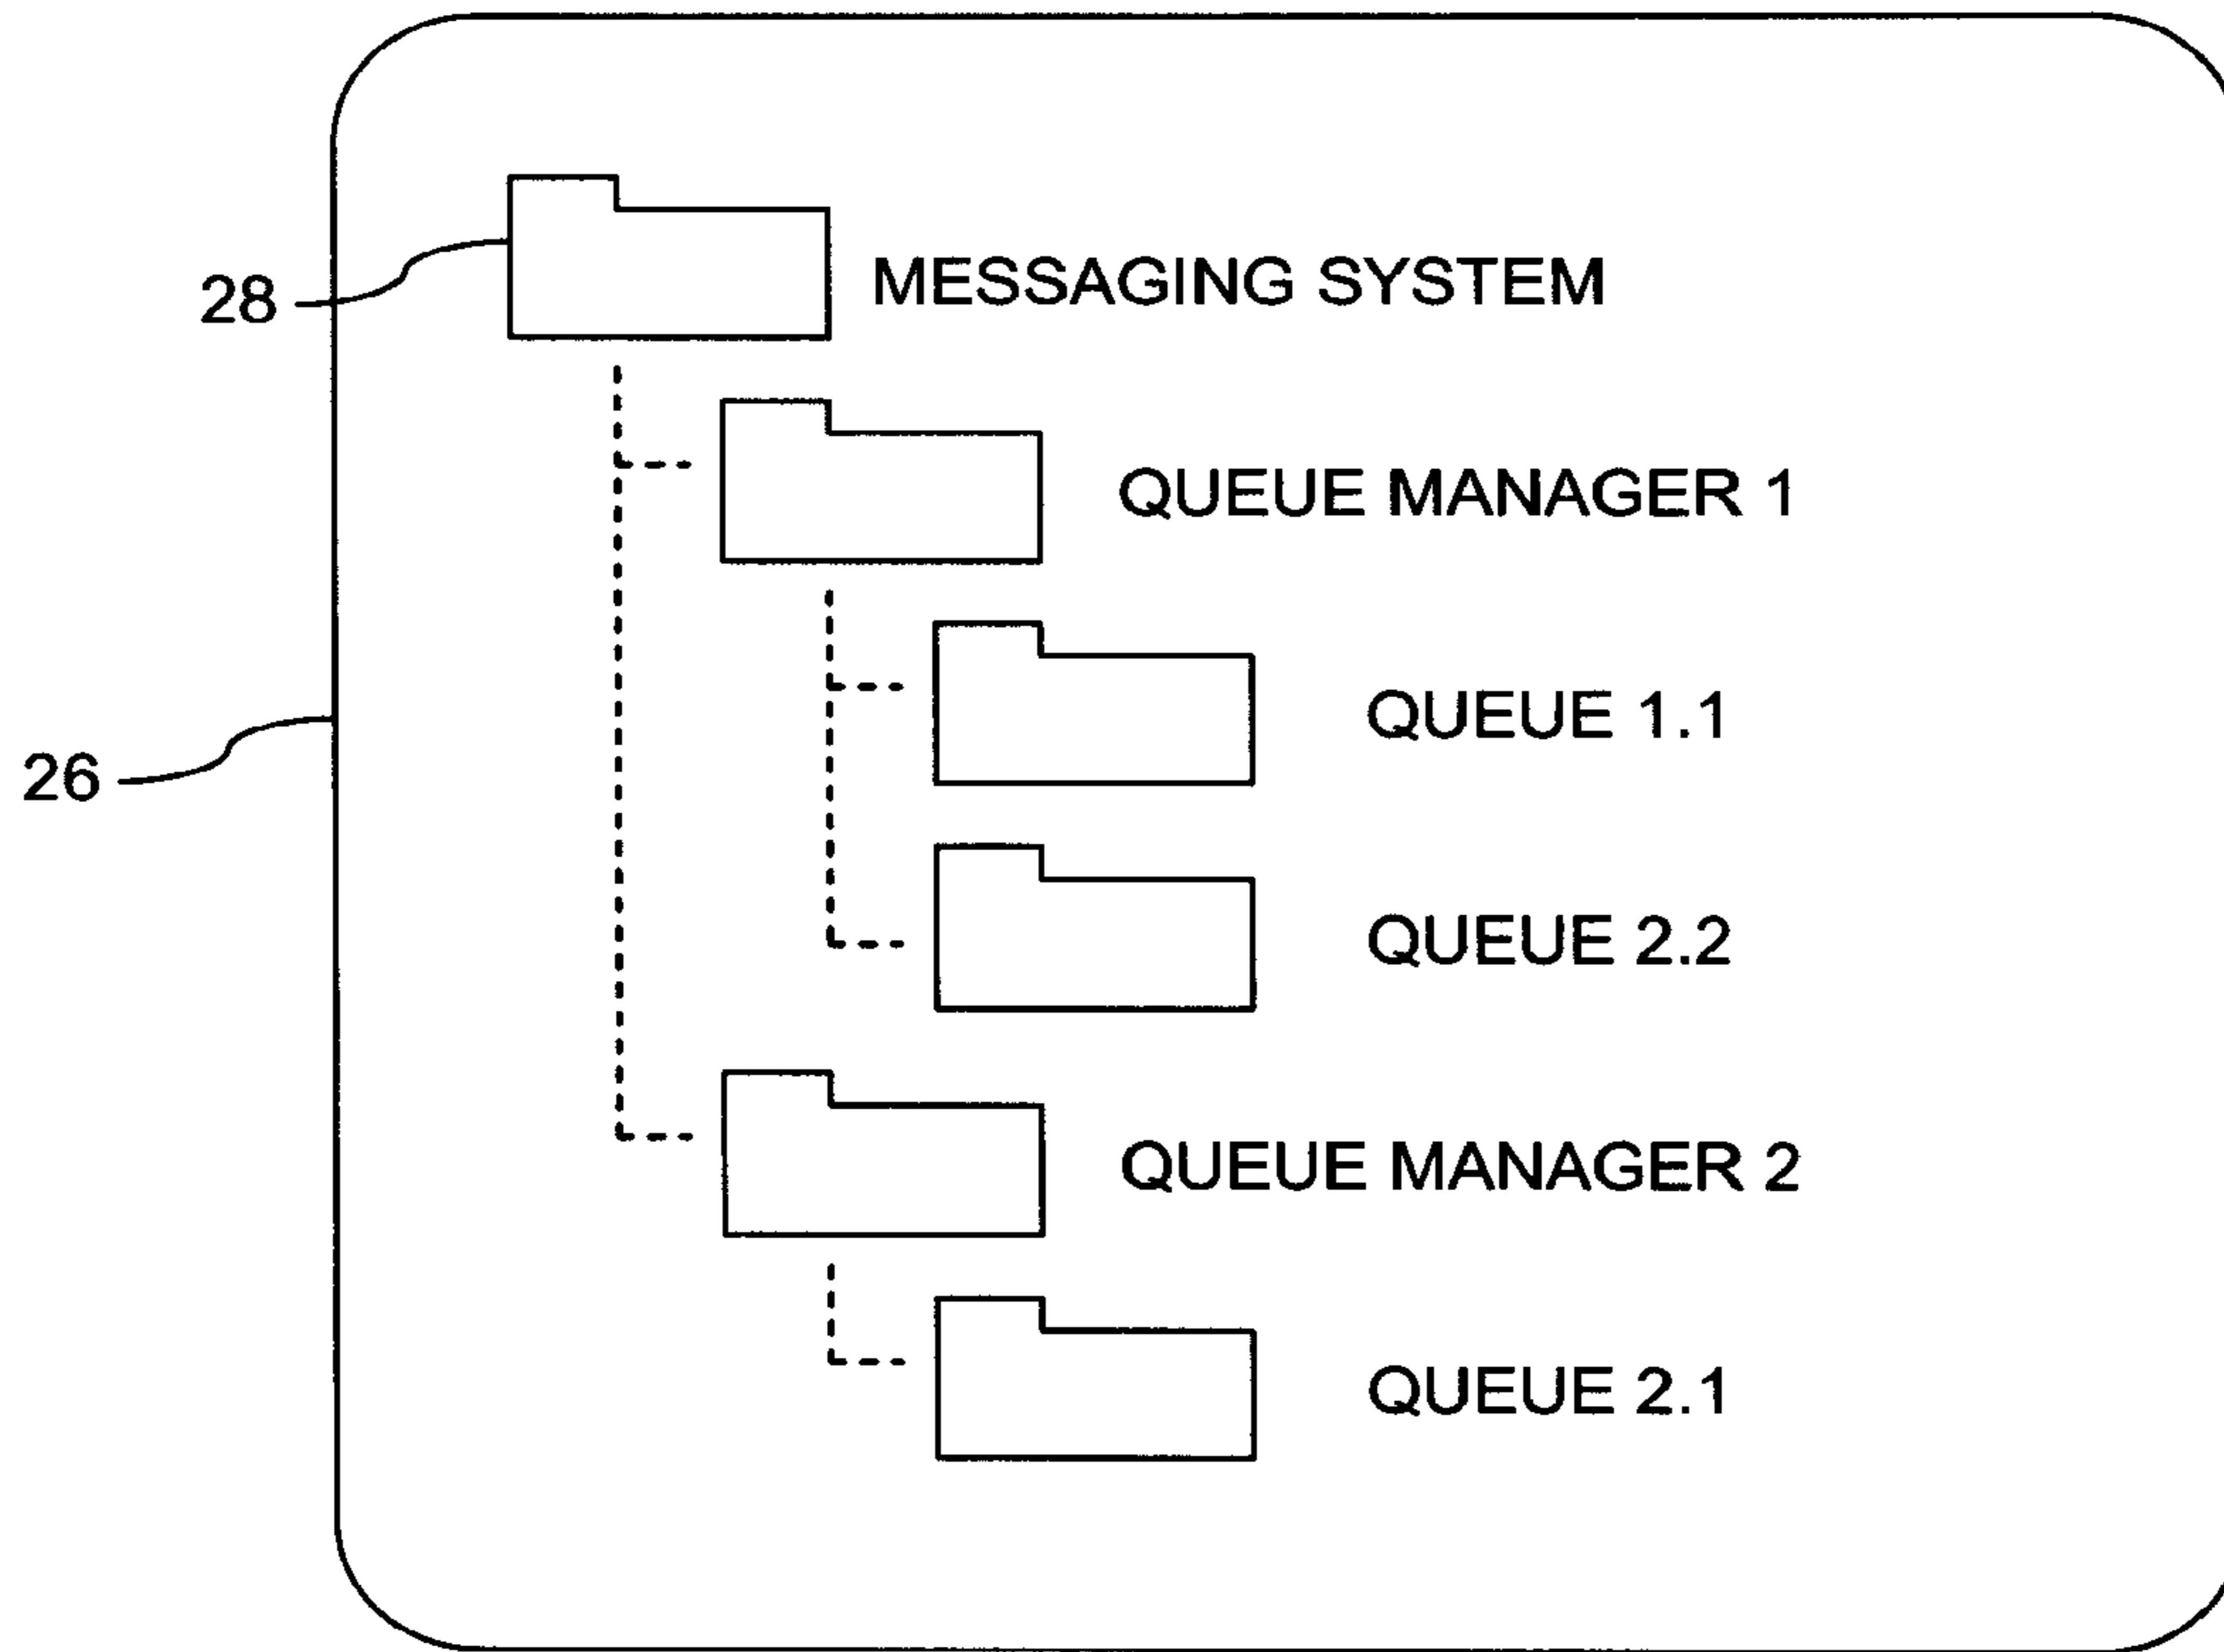 MESSAGING SYSTEM
28
QUEUE MANAGER 1
QUEUE 1.1
26
QUEUE 2.2
QUEUE MANAGER 2
QUEUE 2.1